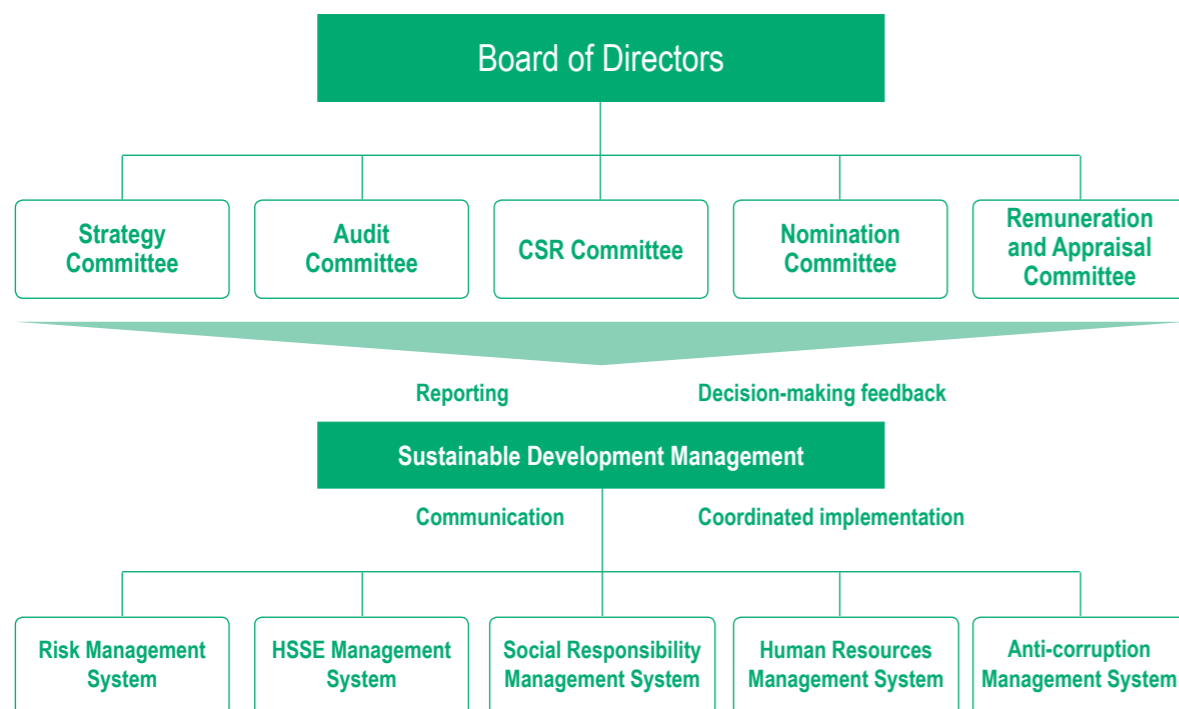 Board of Directors
Strategy
Committee
Audit
Committee
CSR Committee
Nomination
Committee
Remuneration
and Appraisal
Committee
Reporting
Decision-making feedback
Sustainable Development Management
Communication
Coordinated implementation
Risk Management
System
HSSE Management
System
Social Responsibility
Management System
Human Resources
Management System
Anti-corruption
Management System